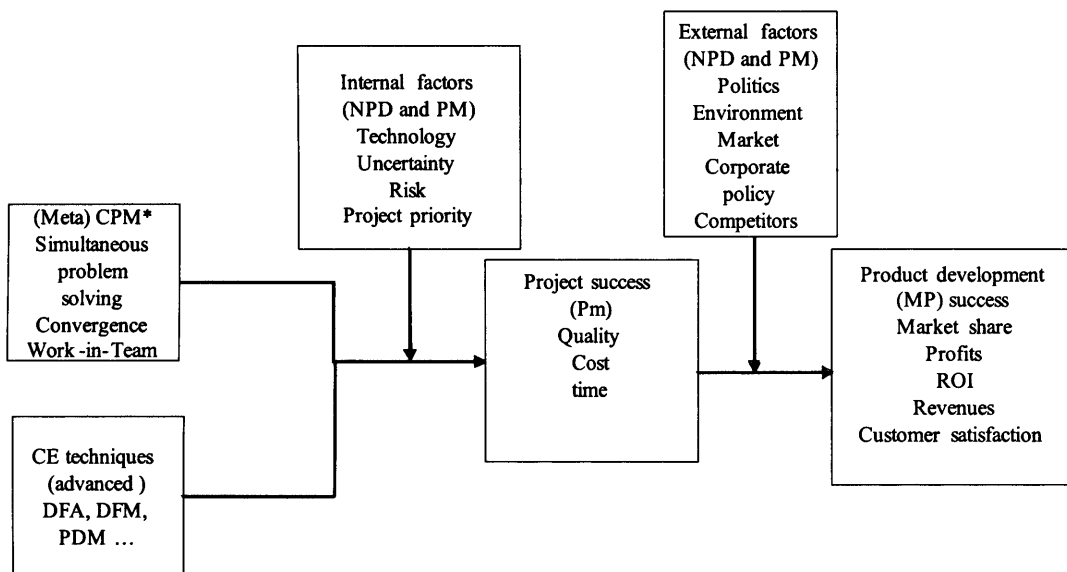 (Meta) CPM*
Simultaneous
problem
solving
Convergence
Work-in-Team
CE techniques
(advanced )
DFA, DFM,
PDM ...
Internal factors
(NPD and PM)
Technology
Uncertainty
Risk
Project priority
Project success
(Pm)
Quality
Cost
time
External factors
(NPD and PM)
Politics
Environment
Market
Corporate
policy
Competitors
Product development
(MP) success
Market share
Profits
ROI
Revenues
Customer satisfaction